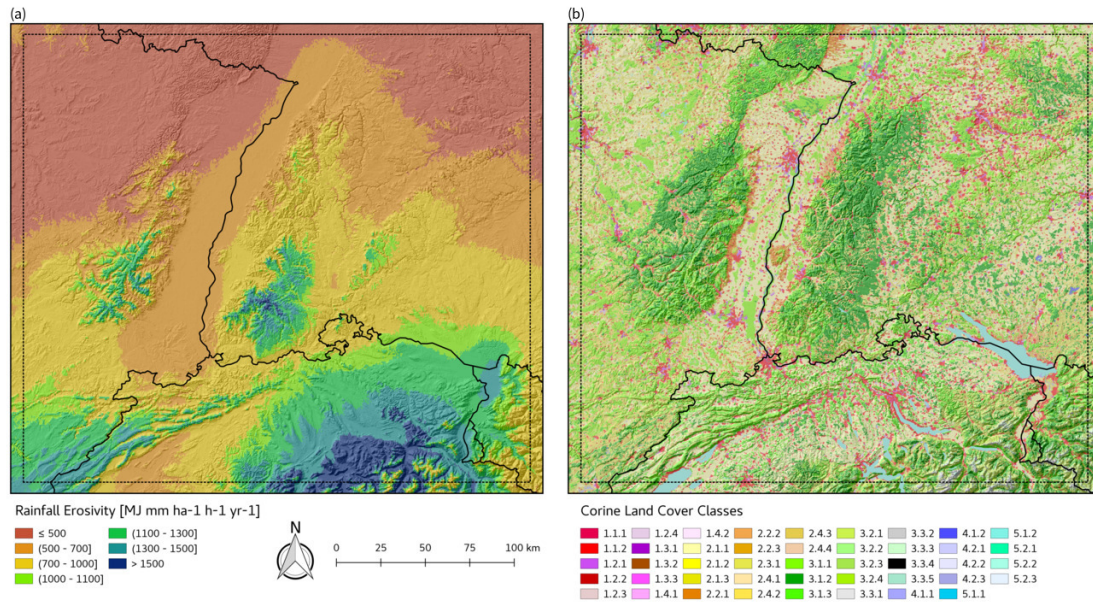 (a)
(b)
Rainfall Erosivity [MJ mm ha-1 h-1 yr-1]
≤ 500
(500 - 700]
(700 - 1000]
(1000 - 1100]
(1100 - 1300]
(1300 - 1500]
> 1500
N
0 25 50 75 100 km
Corine Land Cover Classes
1.1.1 1.2.4 1.4.2 2.2.2 2.4.3 3.2.1 3.3.2 4.1.2 5.1.2
1.1.2 1.3.1 2.1.1 2.2.3 2.4.4 3.2.2 3.3.3 4.2.1 5.2.1
1.2.1 1.3.2 2.1.2 2.3.1 3.1.1 3.2.3 3.3.4 4.2.2 5.2.2
1.2.2 1.3.3 2.1.3 2.4.1 3.1.2 3.2.4 3.3.5 4.2.3 5.2.3
1.2.3 1.4.1 2.2.1 2.4.2 3.1.3 3.3.1 4.1.1 5.1.1